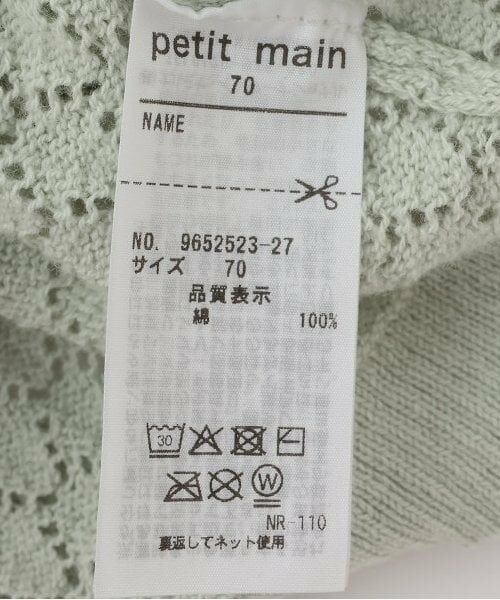 petit main
70
NAME
NO. 9652523-27
サイズ 70
品質表示
綿 100%
30
W
NR-110
裏返してネット使用